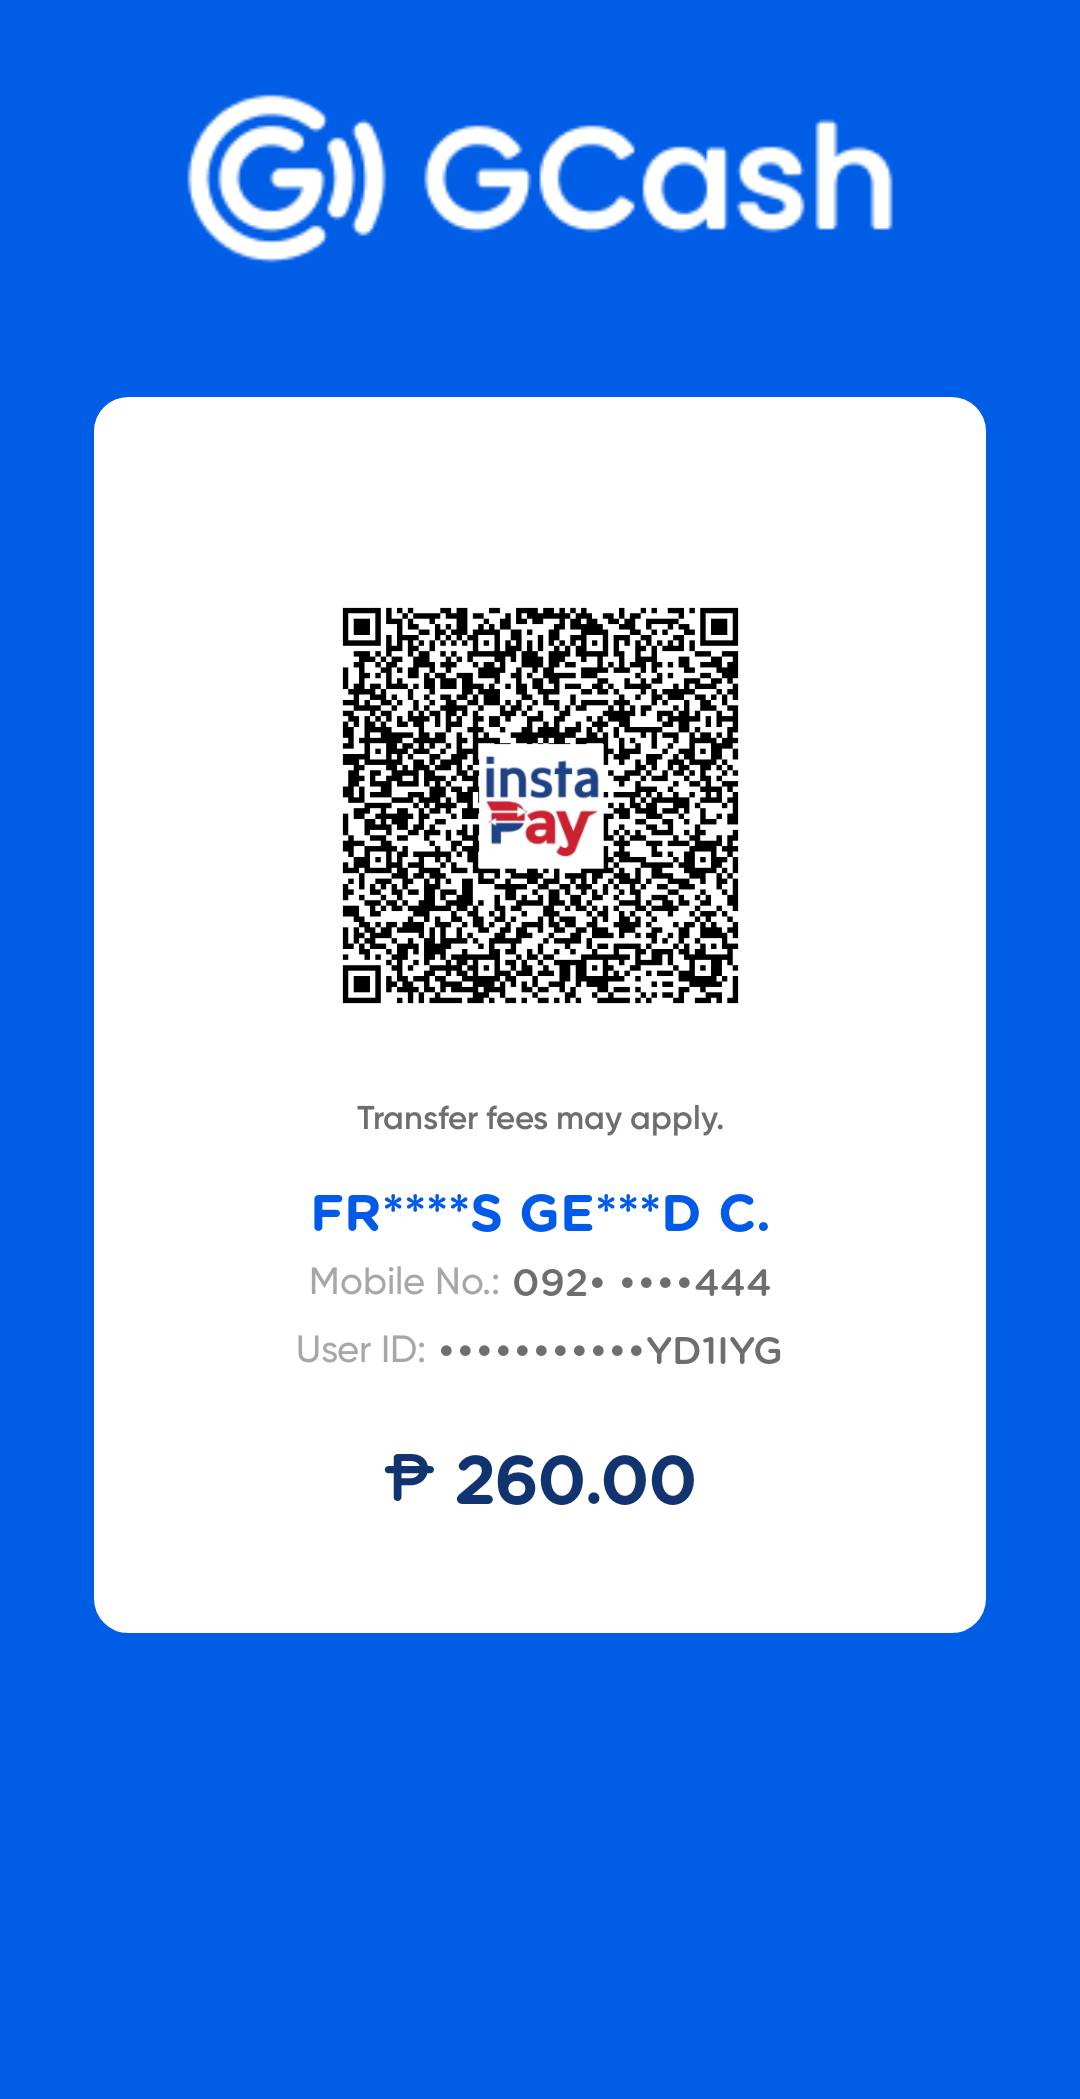 GCash
insta
Pay
Transfer fees may apply.
FR****S GE***D C.
Mobile No.: 092• ••••444
User ID: •••••••••••YD1IYG
₱ 260.00